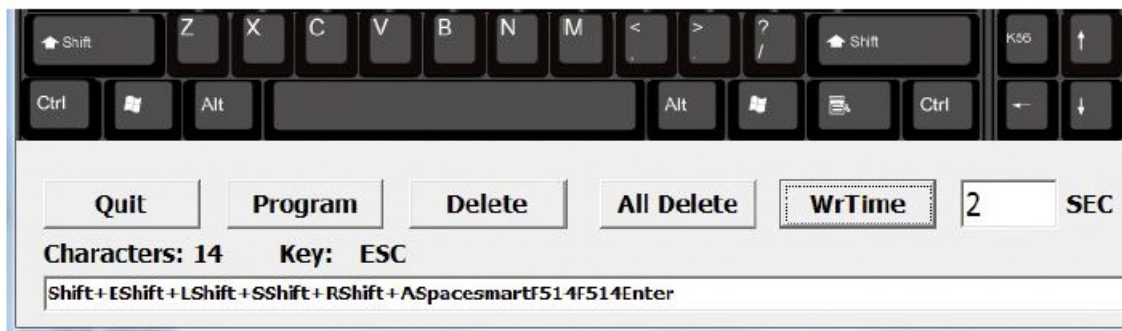 Shift Z X C V B N M < , > . ? / Shift K56 ↑
Ctrl Alt Alt Ctrl ← ↓
Quit Program Delete All Delete WrTime 2 SEC
Characters: 14 Key: ESC
Shift+EShift+LShift+SShift+RShift+ASpacesmartF514F514Enter